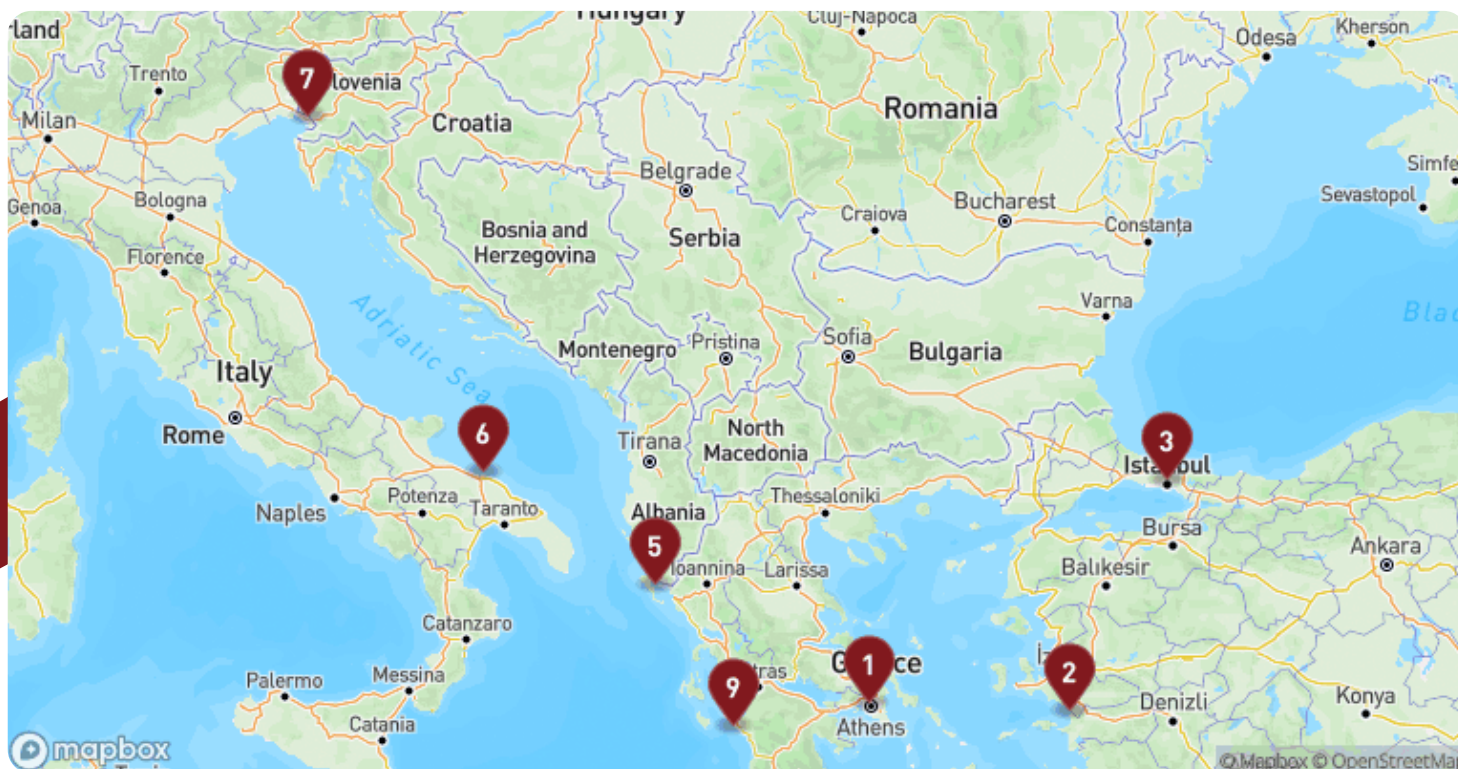 Hungary
Cluj-Napoca
Kherson
rland
Odesa
Trento
7
lovenia
Romania
Milan
Croatia
Simfe
Belgrade
Sevastopol
Bologna
Bucharest
Genoa
Craiova
Constanța
Bosnia and
Herzegovina
Serbia
Florence
Varna
Adriatic Sea
Blac
Pristina
Sofia
Montenegro
Bulgaria
Italy
Rome
6
Tirana
North
Macedonia
3
Istanbul
Naples
Potenza
Taranto
Thessaloniki
Albania
Bursa
5
Ioannina
Larissa
Balıkesir
Ankara
Catanzaro
Messina
Palermo
9
tras
G
1
ce
Athens
İz
2
Denizli
Konya
Catania
mapbox
© Mapbox © OpenStreetMap